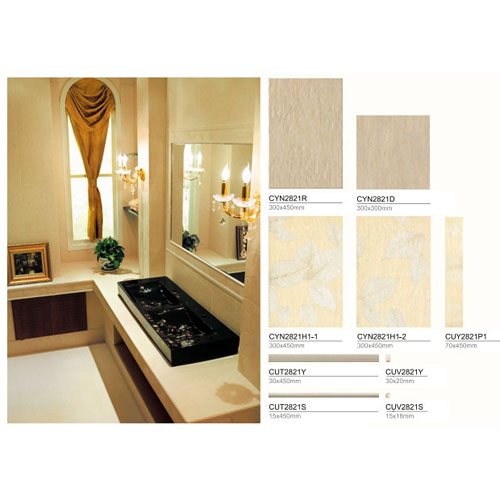 CYN2821R
300x450mm
CYN2821D
300x300mm
CYN2821H1-1
300x450mm
CYN2821H1-2
300x450mm
CUY2821P1
70x450mm
CUT2821Y
30x450mm
CUV2821Y
30x20mm
CUT2821S
15x450mm
CUV2821S
15x18mm